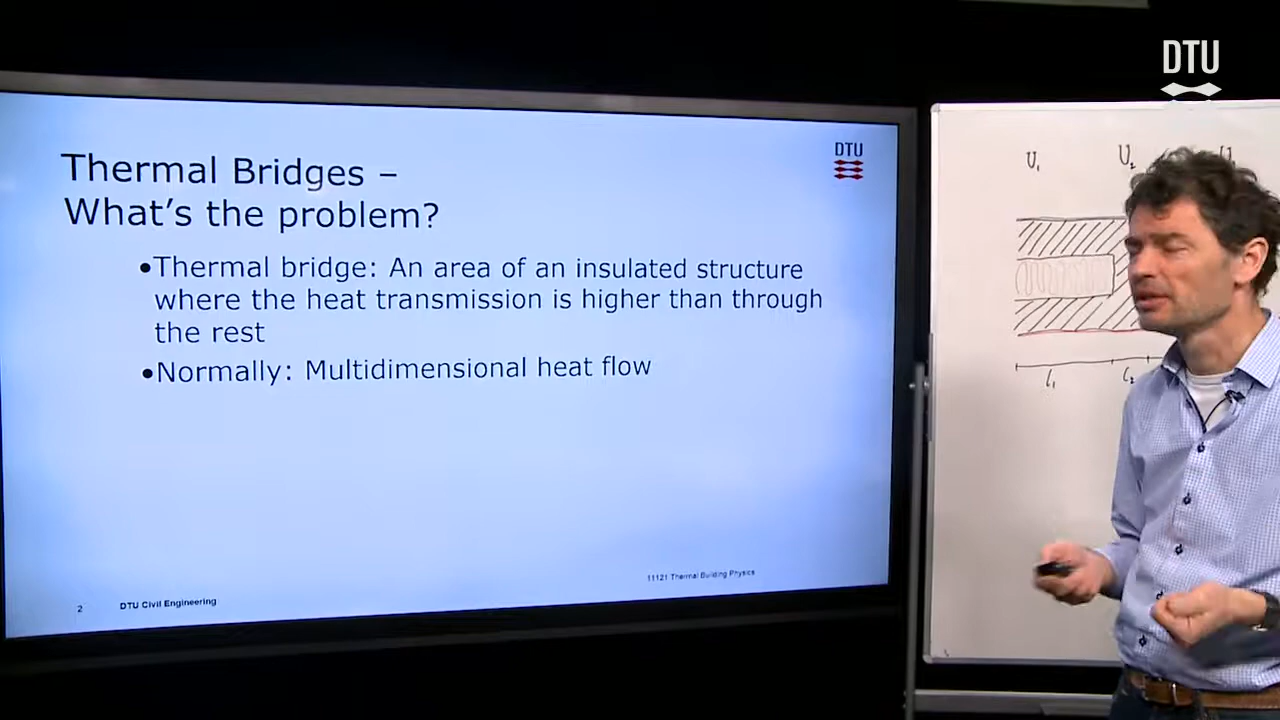 DTU
DTU
Thermal Bridges –
What's the problem?
•Thermal bridge: An area of an insulated structure
where the heat transmission is higher than through
the rest
•Normally: Multidimensional heat flow
11121 Thermal Building Physics
2 DTU Civil Engineering
U₁ U₂
l₁ l₂